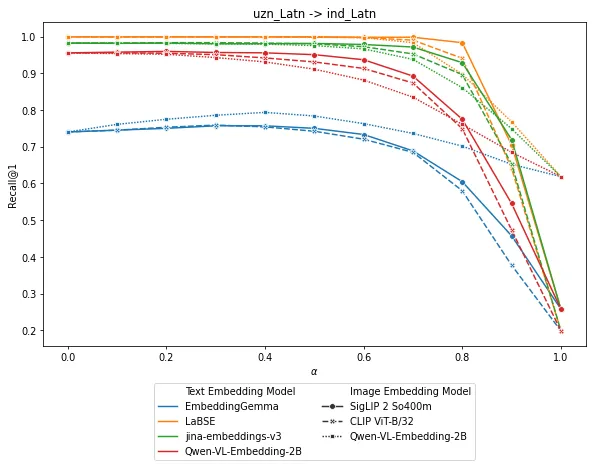 uzn_Latn -> ind_Latn
Recall@1
1.0
0.9
0.8
0.7
0.6
0.5
0.4
0.3
0.2
0.0 0.2 0.4 0.6 0.8 1.0
α
Text Embedding Model Image Embedding Model
EmbeddingGemma SigLIP 2 So400m
LaBSE CLIP ViT-B/32
jina-embeddings-v3 Qwen-VL-Embedding-2B
Qwen-VL-Embedding-2B